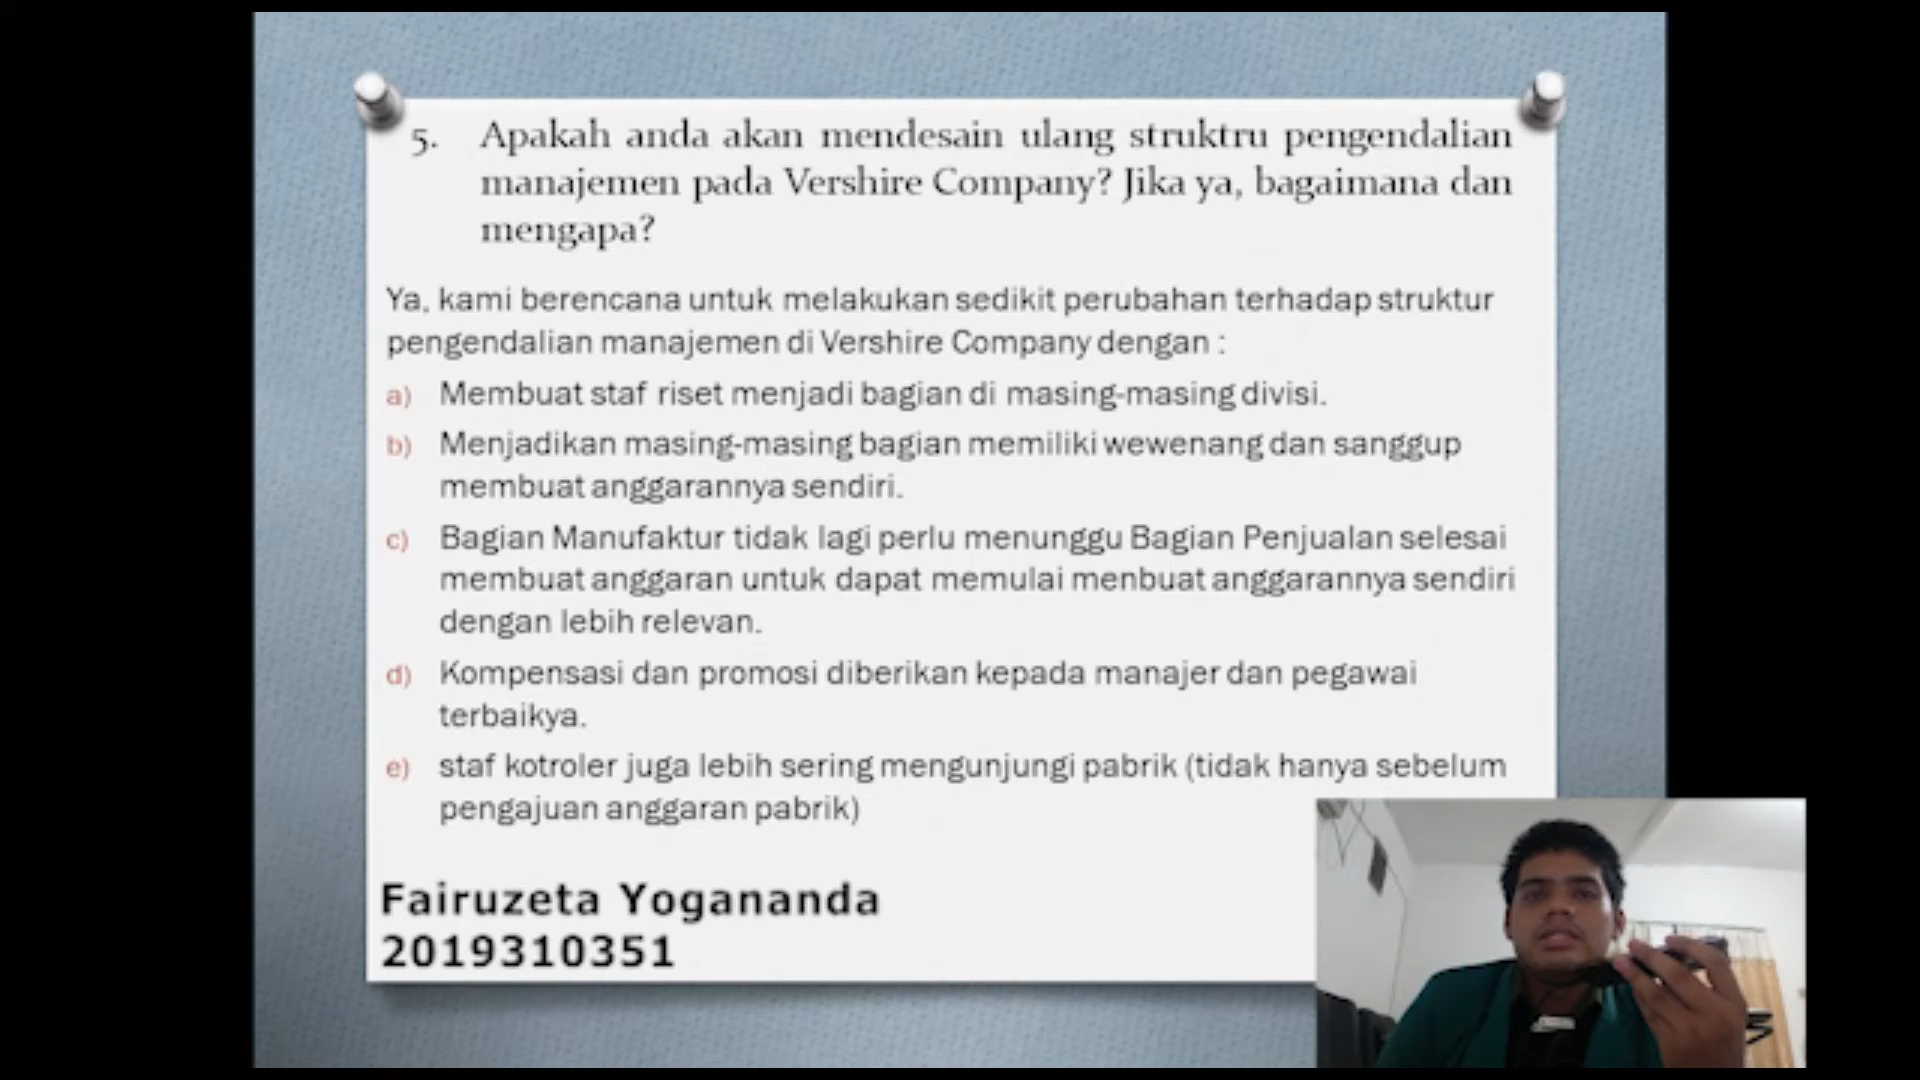 5. Apakah anda akan mendesain ulang struktru pengendalian
manajemen pada Vershire Company? Jika ya, bagaimana dan
mengapa?
Ya, kami berencana untuk melakukan sedikit perubahan terhadap struktur
pengendalian manajemen di Vershire Company dengan :
a) Membuat staf riset menjadi bagian di masing-masing divisi.
b) Menjadikan masing-masing bagian memiliki wewenang dan sanggup
membuat anggarannya sendiri.
c) Bagian Manufaktur tidak lagi perlu menunggu Bagian Penjualan selesai
membuat anggaran untuk dapat memulai menbuat anggarannya sendiri
dengan lebih relevan.
d) Kompensasi dan promosi diberikan kepada manajer dan pegawai
terbaikya.
e) staf kotroler juga lebih sering mengunjungi pabrik (tidak hanya sebelum
pengajuan anggaran pabrik)
Fairuzeta Yogananda
2019310351